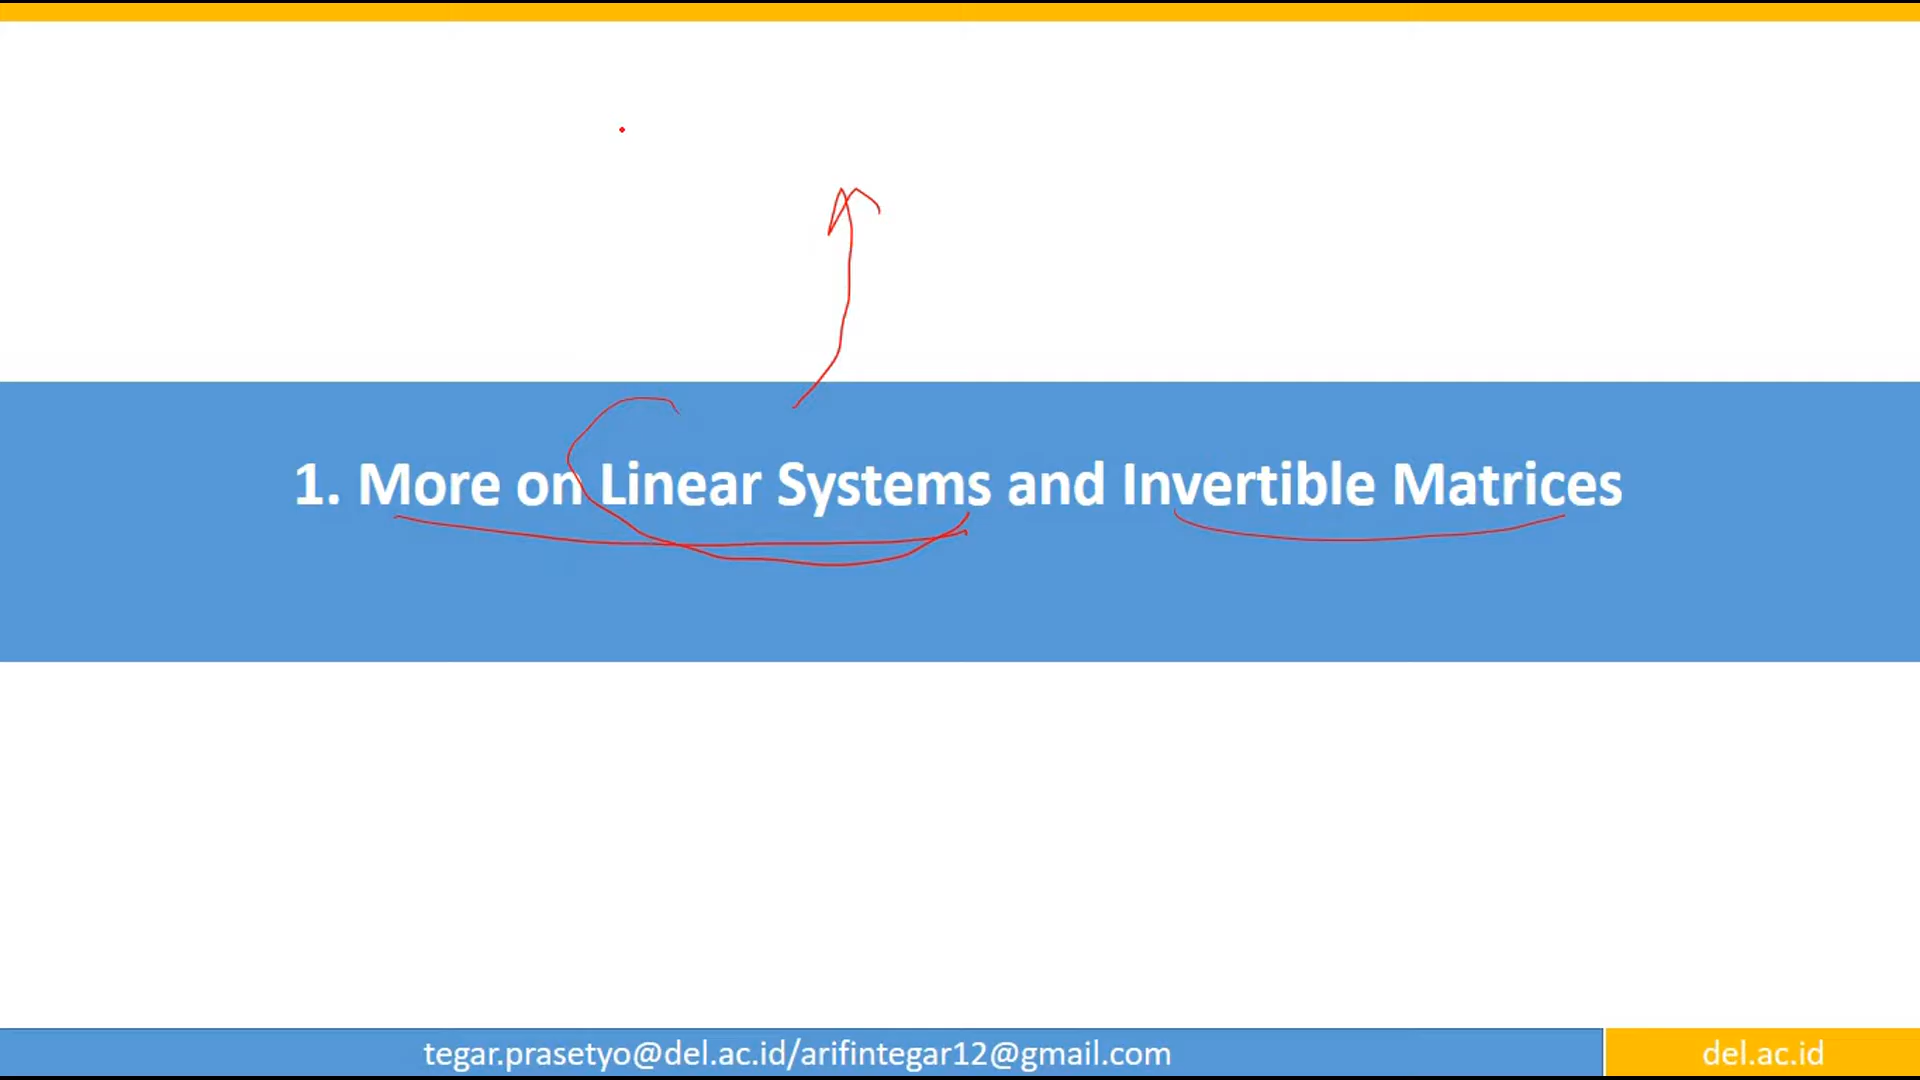 1. More on Linear Systems and Invertible Matrices
tegar.prasetyo@del.ac.id/arifintegar12@gmail.com
del.ac.id